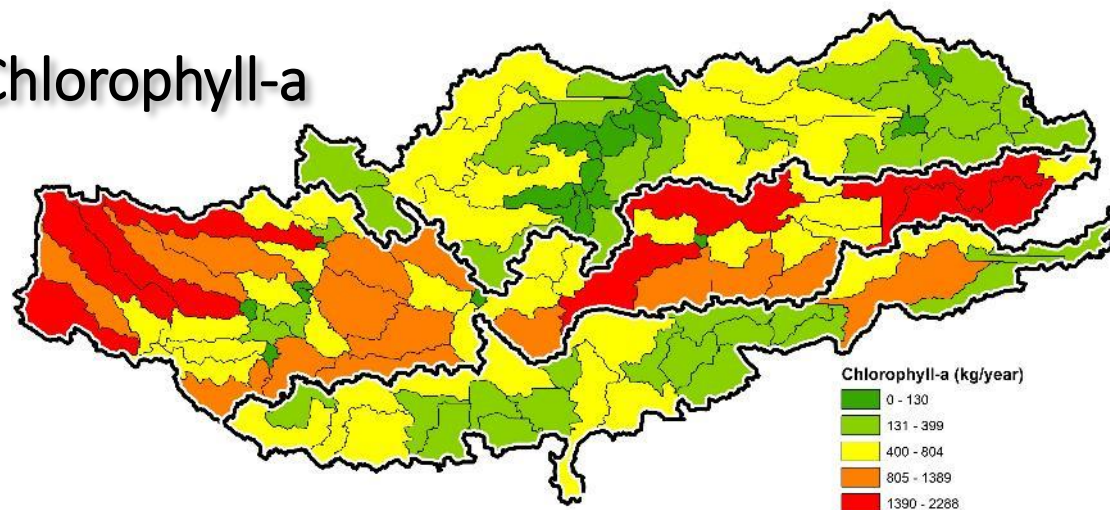 Chlorophyll-a
Chlorophyll-a (kg/year)
0 - 130
131 - 399
400 - 804
805 - 1389
1390 - 2288